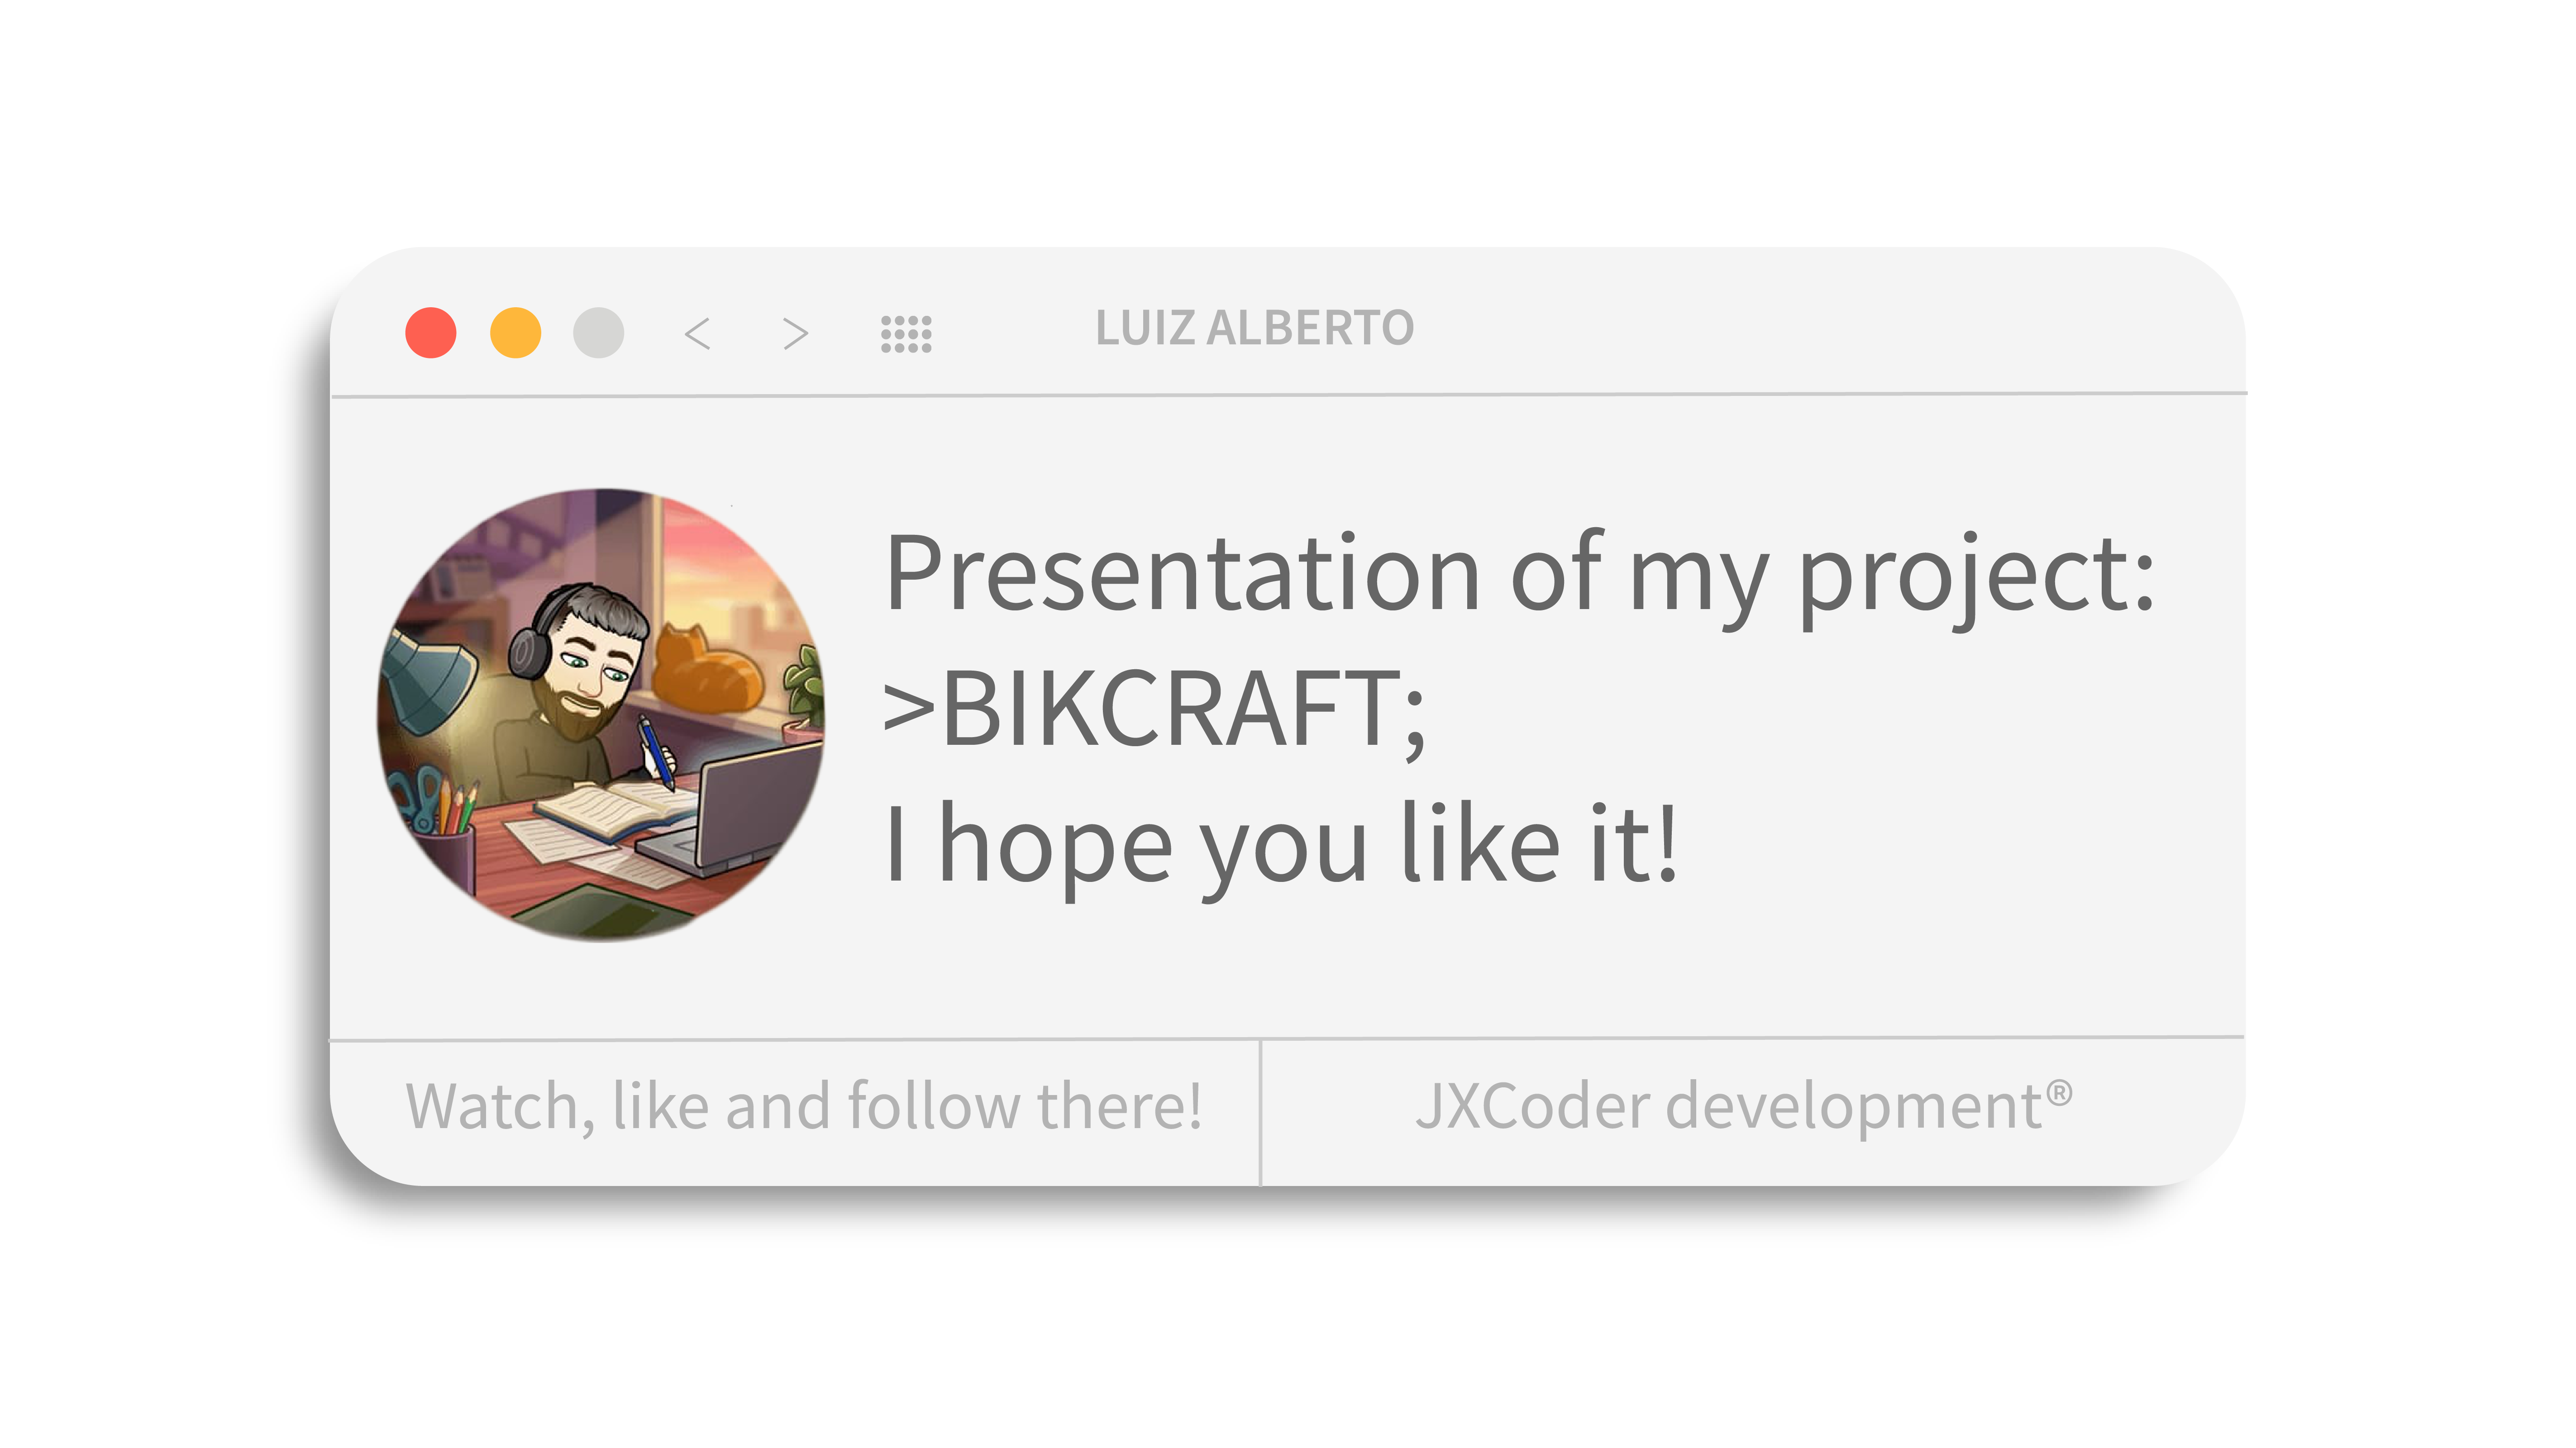 LUIZ ALBERTO
Presentation of my project:
>BIKCRAFT;
I hope you like it!
Watch, like and follow there!
JXCoder development®